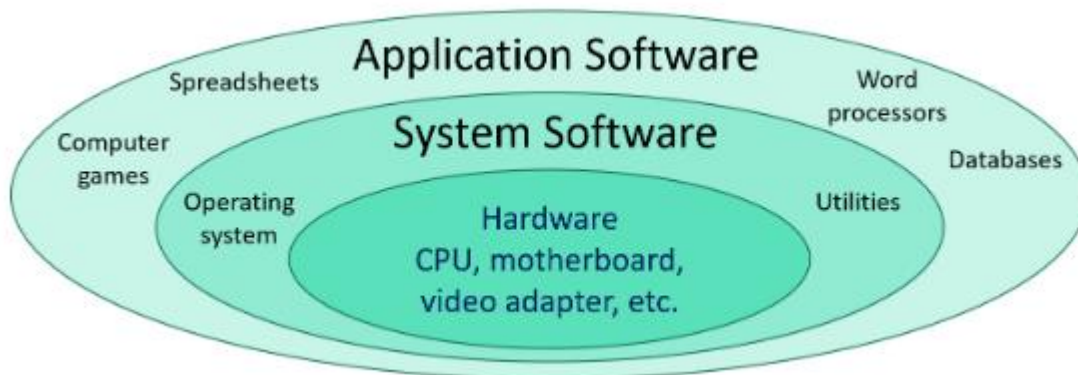 Application Software
Spreadsheets
Word
processors
Computer
games
System Software
Databases
Operating
system
Utilities
Hardware
CPU, motherboard,
video adapter, etc.